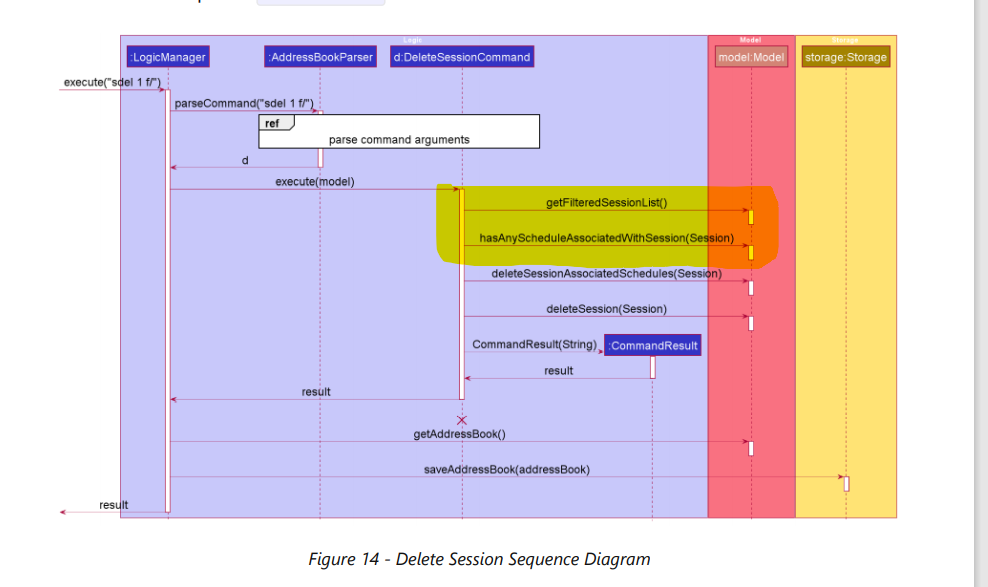 Logic
Model
Storage
:LogicManager
:AddressBookParser
d:DeleteSessionCommand
model:Model
storage:Storage
execute("sdel 1 f/")
parseCommand("sdel 1 f/")
ref
parse command arguments
d
execute(model)
getFilteredSessionList()
hasAnyScheduleAssociatedWithSession(Session)
deleteSessionAssociatedSchedules(Session)
deleteSession(Session)
CommandResult(String)
:CommandResult
result
result
getAddressBook()
saveAddressBook(addressBook)
result
Figure 14 - Delete Session Sequence Diagram